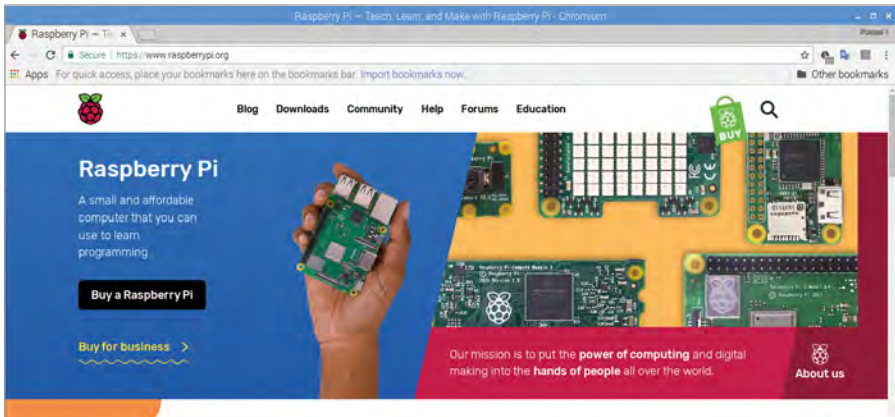 Raspberry Pi — Teach, Learn, and Make with Raspberry Pi - Chromium
Raspberry Pi — Te
Secure | https://www.raspberrypi.org
Apps For quick access, place your bookmarks here on the bookmarks bar. Import bookmarks now...
Other bookmarks
Blog Downloads Community Help Forums Education
BUY
Raspberry Pi
A small and affordable
computer that you can
use to learn
programming
Buy a Raspberry Pi
Buy for business >
Our mission is to put the power of computing and digital
making into the hands of people all over the world.
About us